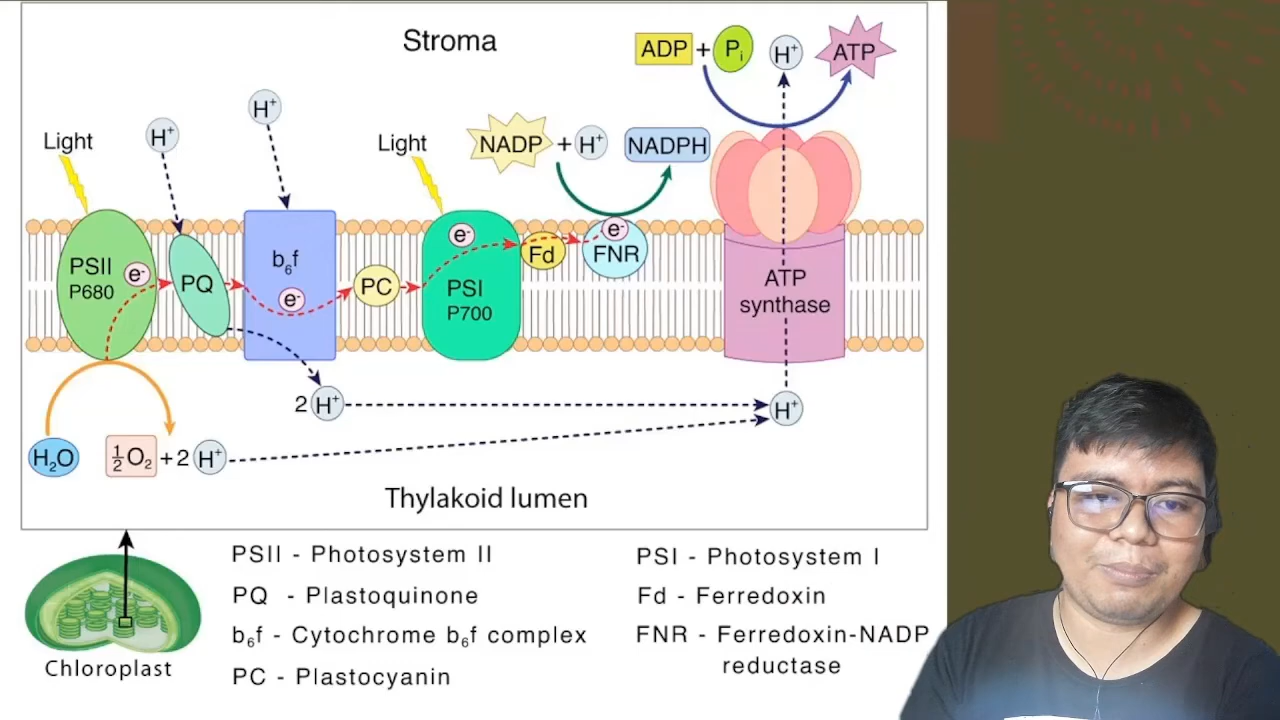 Stroma
ADP + Pᵢ H⁺ ATP
H⁺
H⁺
Light
Light
NADP + H⁺ NADPH
e⁻
e⁻
PSII
P680
e⁻
PQ
b₆f
e⁻
PC
PSI
P700
Fd
FNR
ATP
synthase
2 H⁺
H⁺
H₂O
½O₂ + 2 H⁺
Thylakoid lumen
Chloroplast
PSII - Photosystem II
PQ - Plastoquinone
b₆f - Cytochrome b₆f complex
PC - Plastocyanin
PSI - Photosystem I
Fd - Ferredoxin
FNR - Ferredoxin-NADP
reductase